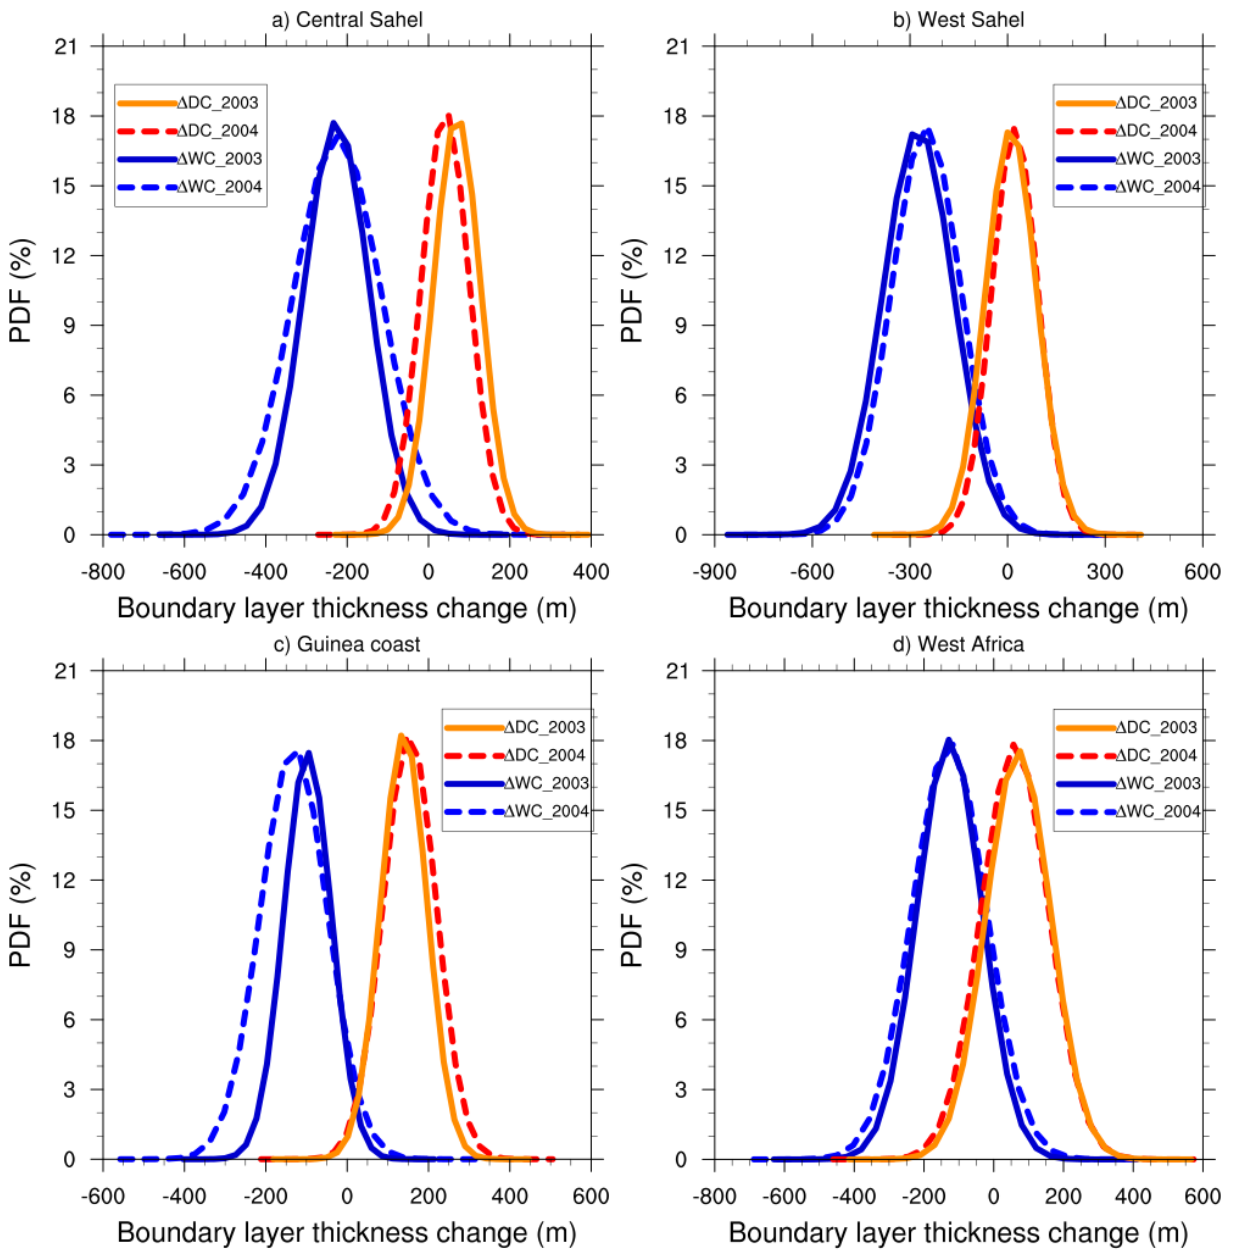 a) Central Sahel
21
18
15
12
9
6
3
0
PDF (%)
ΔDC_2003
ΔDC_2004
ΔWC_2003
ΔWC_2004
-800 -600 -400 -200 0 200 400
Boundary layer thickness change (m)
b) West Sahel
21
18
15
12
9
6
3
0
PDF (%)
ΔDC_2003
ΔDC_2004
ΔWC_2003
ΔWC_2004
-900 -600 -300 0 300 600
Boundary layer thickness change (m)
c) Guinea coast
21
18
15
12
9
6
3
0
PDF (%)
ΔDC_2003
ΔDC_2004
ΔWC_2003
ΔWC_2004
-600 -400 -200 0 200 400 600
Boundary layer thickness change (m)
d) West Africa
21
18
15
12
9
6
3
0
PDF (%)
ΔDC_2003
ΔDC_2004
ΔWC_2003
ΔWC_2004
-800 -600 -400 -200 0 200 400 600
Boundary layer thickness change (m)